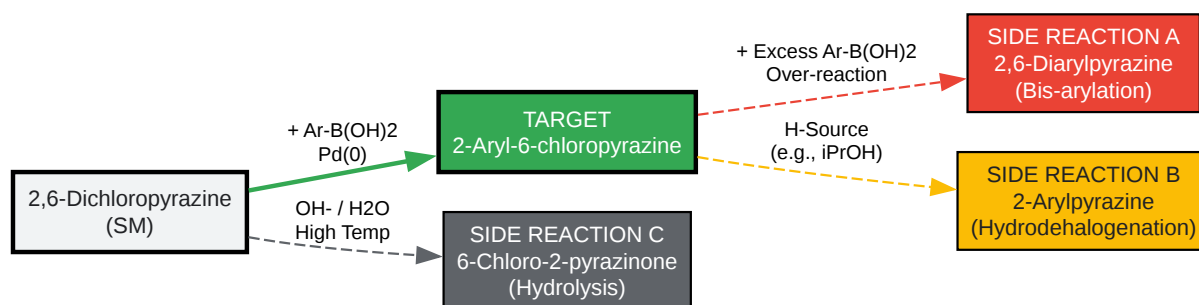 2,6-Dichloropyrazine
(SM)
+ Ar-B(OH)2
Pd(0)
TARGET
2-Aryl-6-chloropyrazine
OH- / H2O
High Temp
SIDE REACTION C
6-Chloro-2-pyrazinone
(Hydrolysis)
+ Excess Ar-B(OH)2
Over-reaction
SIDE REACTION A
2,6-Diarylpyrazine
(Bis-arylation)
H-Source
(e.g., iPrOH)
SIDE REACTION B
2-Arylpyrazine
(Hydrodehalogenation)